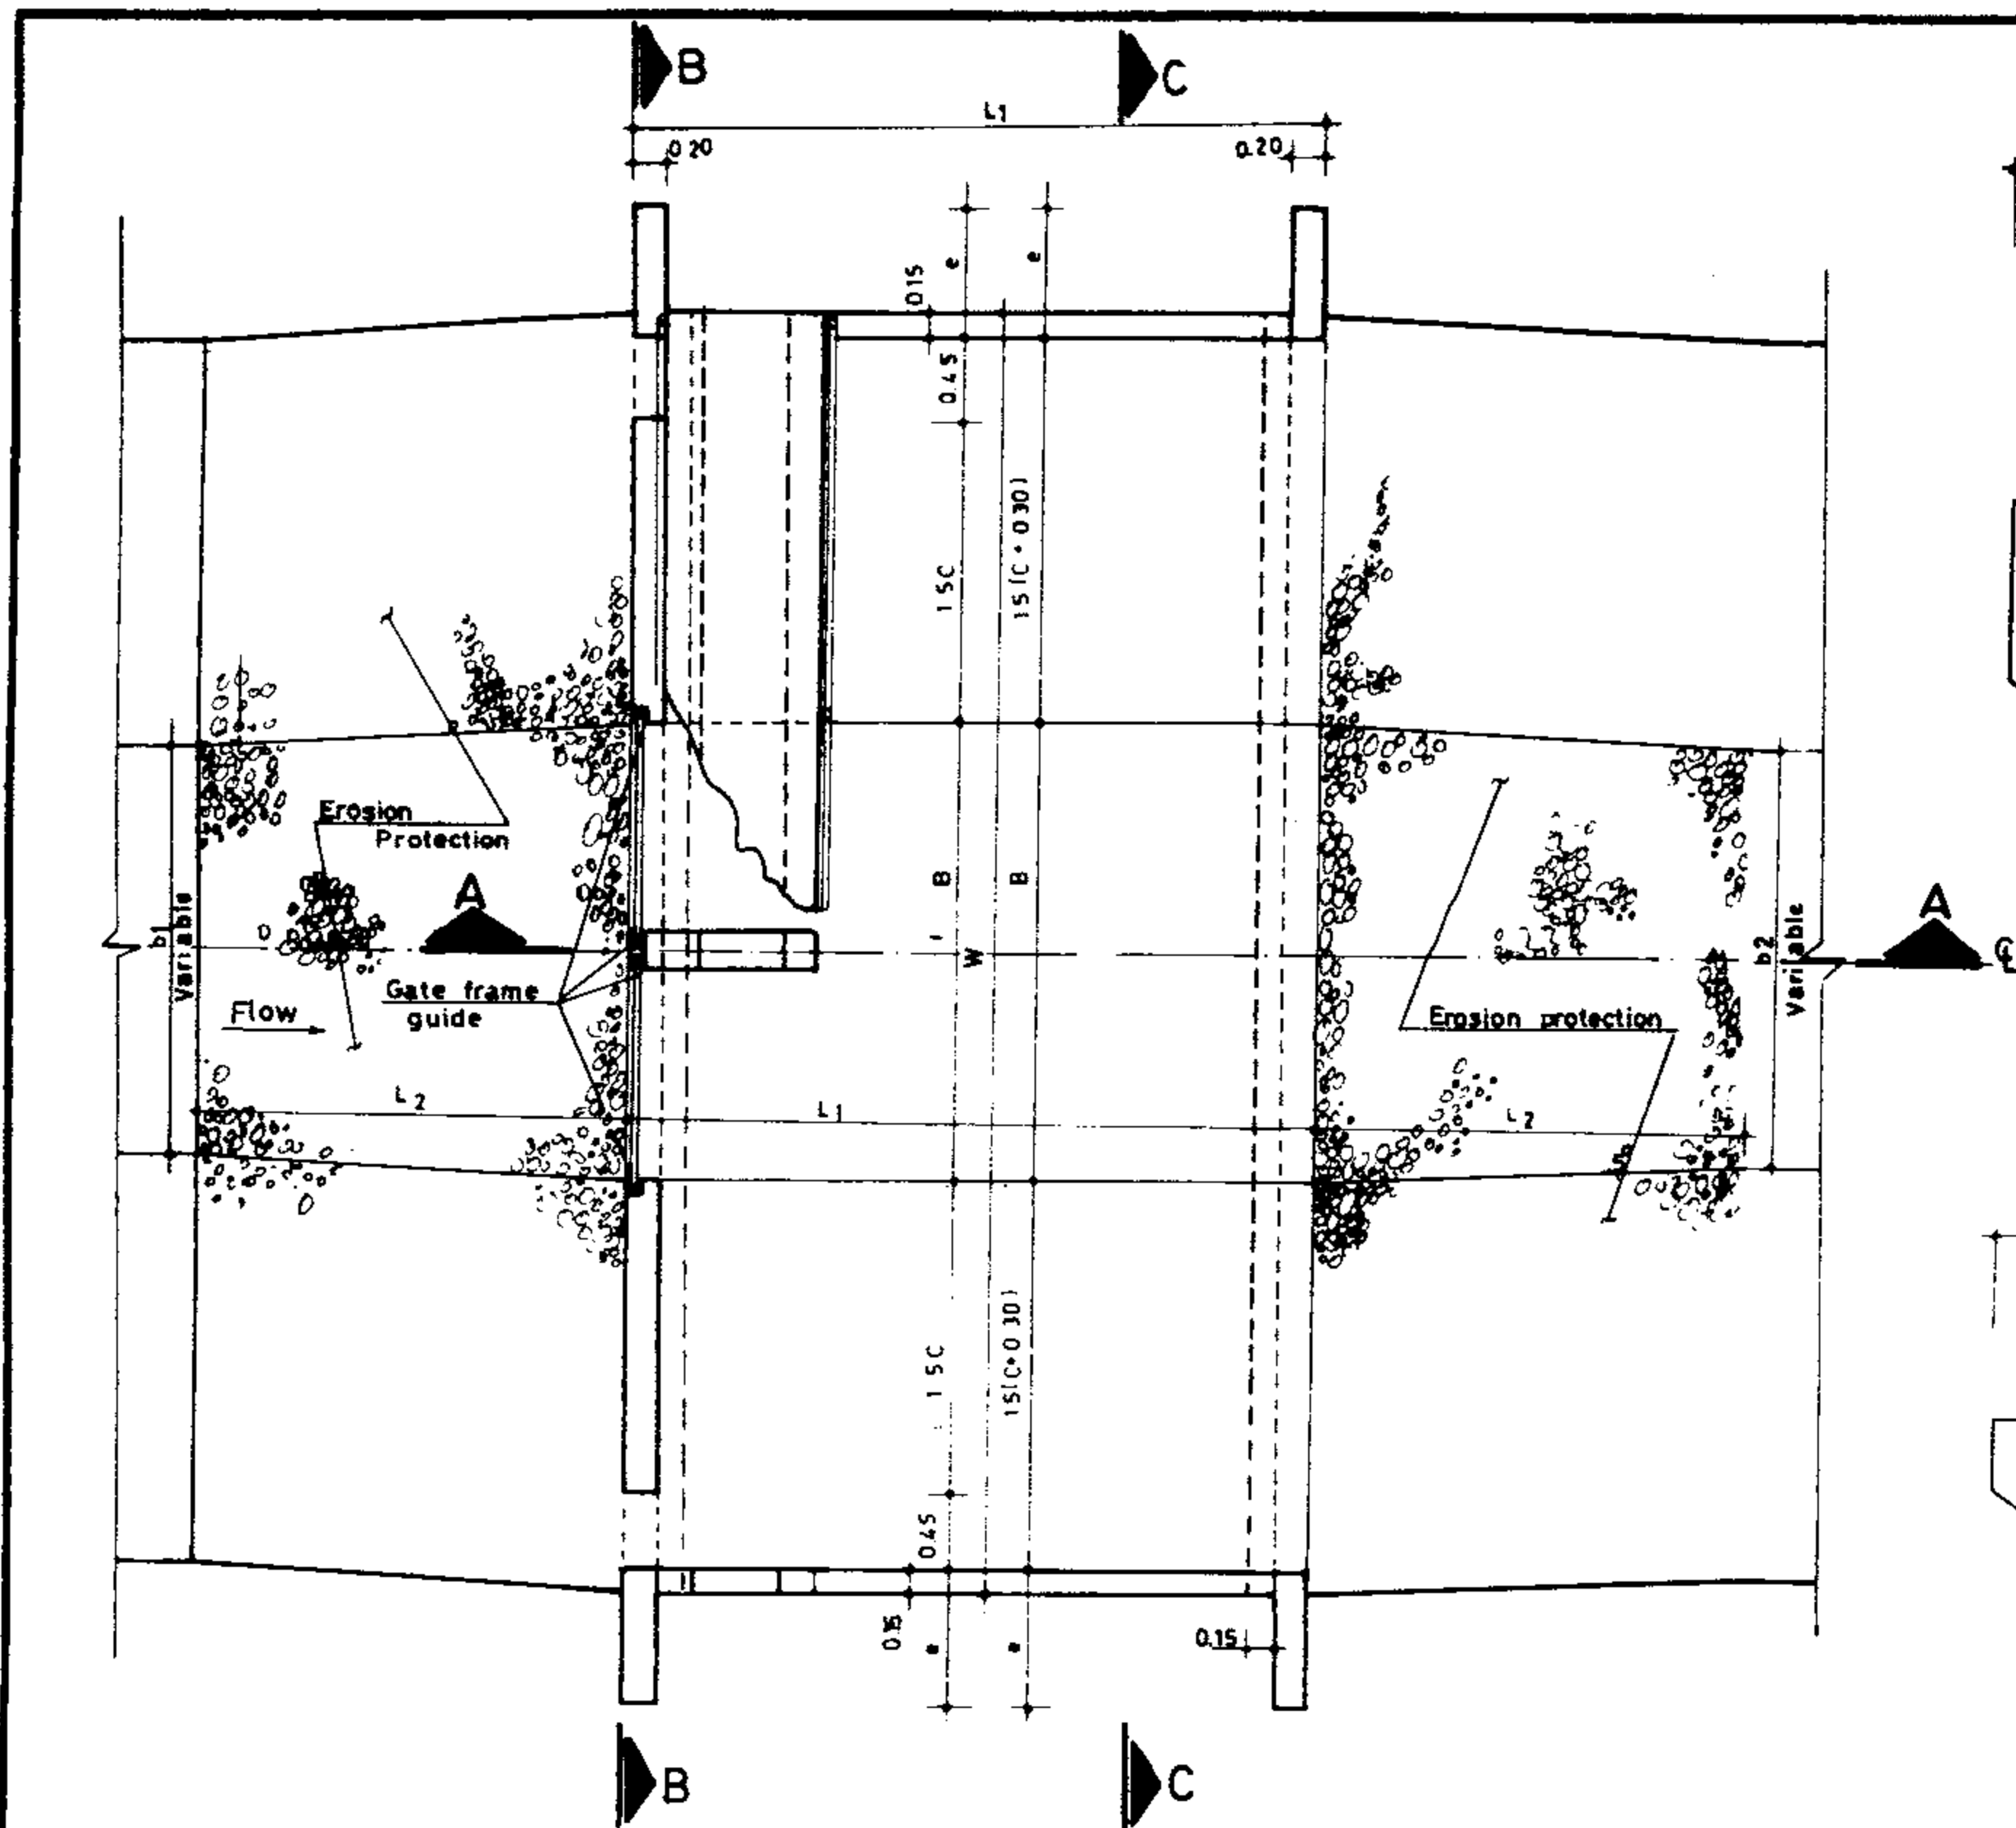 B
C
L1
0.20
0.20
e
e
0.15
0.45
1 5C
1 5 (C + 0 30)
Erosion
Protection
A
B
B
W
b1
Variable
Gate frame
guide
Flow
b2
Variable
A
℄
Erosion protection
L2
L1
L2
1 5 C
1 5 (C + 0 30)
0.45
0.15
e
e
0.15
B
C